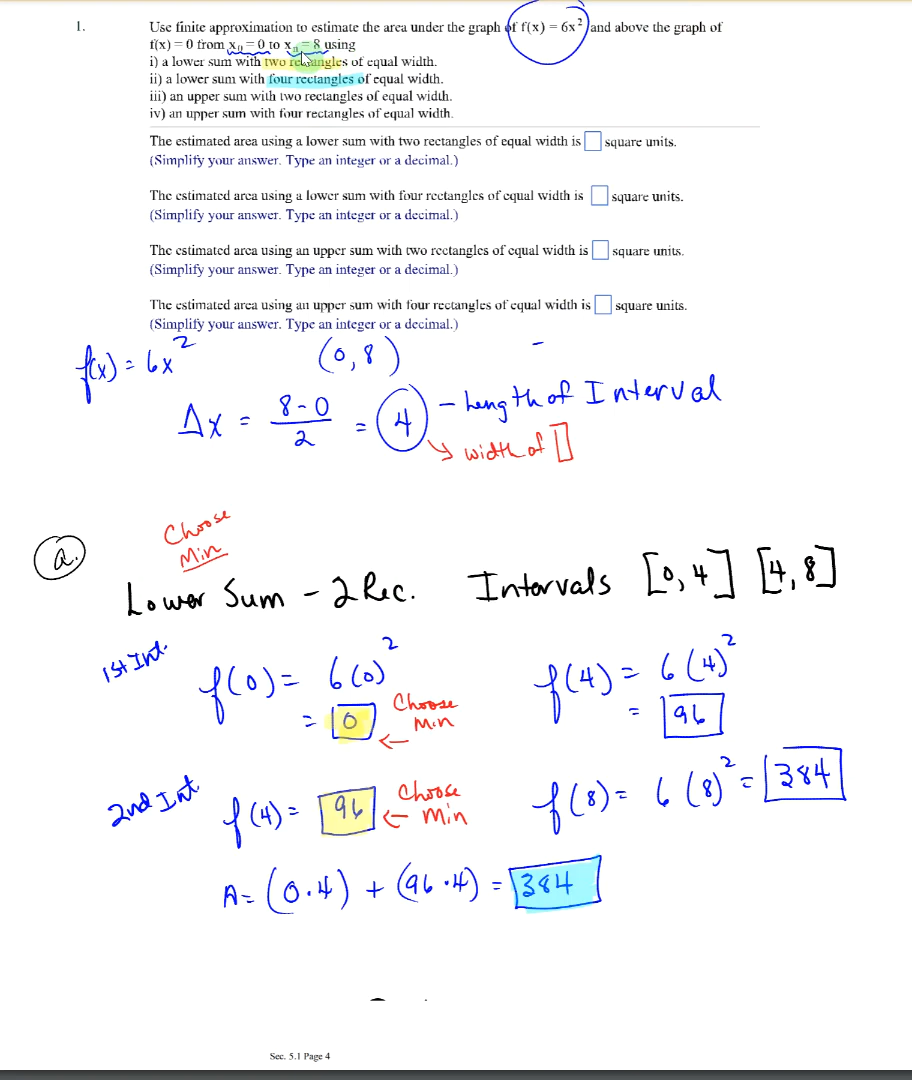 1. Use finite approximation to estimate the area under the graph of f(x) = 6x² and above the graph of
f(x) = 0 from x₀ = 0 to xₙ = 8 using
i) a lower sum with two rectangles of equal width.
ii) a lower sum with four rectangles of equal width.
iii) an upper sum with two rectangles of equal width.
iv) an upper sum with four rectangles of equal width.
The estimated area using a lower sum with two rectangles of equal width is square units.
(Simplify your answer. Type an integer or a decimal.)
The estimated area using a lower sum with four rectangles of equal width is square units.
(Simplify your answer. Type an integer or a decimal.)
The estimated area using an upper sum with two rectangles of equal width is square units.
(Simplify your answer. Type an integer or a decimal.)
The estimated area using an upper sum with four rectangles of equal width is square units.
(Simplify your answer. Type an integer or a decimal.)
f(x) = 6x² (0, 8)
Δx = (8-0)/2 = 4 - Length of Interval
→ width of
a.
Choose
Min
Lower Sum - 2 Rec. Intervals [0,4] [4,8]
1st Int.
f(0) = 6(0)² f(4) = 6(4)²
= 0 ← Choose Min = 96
2nd Int.
f(4) = 96 ← Choose Min f(8) = 6(8)² = 384
A = (0·4) + (96·4) = 384
Sec. 5.1 Page 4